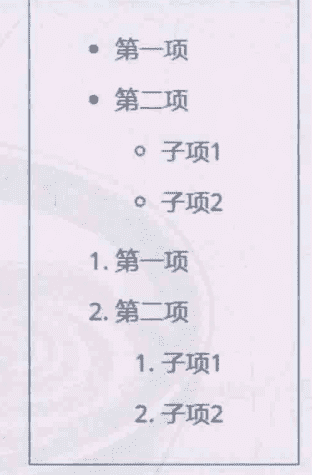 • 第一项
• 第二项
○ 子项1
○ 子项2
1. 第一项
2. 第二项
1. 子项1
2. 子项2